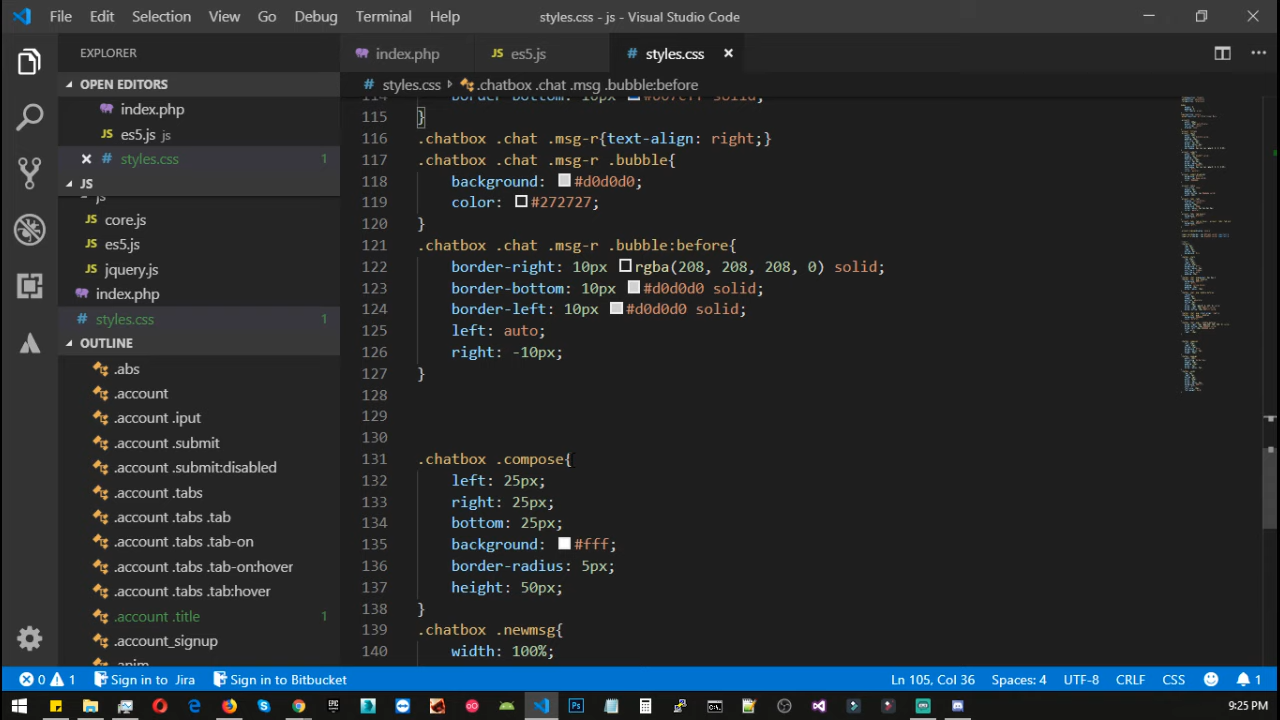 File Edit Selection View Go Debug Terminal Help styles.css - js - Visual Studio Code
EXPLORER index.php es5.js # styles.css ×
OPEN EDITORS # styles.css .chatbox .chat .msg .bubble:before
index.php
es5.js js
× # styles.css 1
JS
js
JS core.js
JS es5.js
JS jquery.js
index.php
# styles.css 1
OUTLINE
.abs
.account
.account .iput
.account .submit
.account .submit:disabled
.account .tabs
.account .tabs .tab
.account .tabs .tab-on
.account .tabs .tab-on:hover
.account .tabs .tab:hover
.account .title 1
.account_signup
.anim
115 }
116 .chatbox .chat .msg-r{text-align: right;}
117 .chatbox .chat .msg-r .bubble{
118 background: #d0d0d0;
119 color: #272727;
120 }
121 .chatbox .chat .msg-r .bubble:before{
122 border-right: 10px rgba(208, 208, 208, 0) solid;
123 border-bottom: 10px #d0d0d0 solid;
124 border-left: 10px #d0d0d0 solid;
125 left: auto;
126 right: -10px;
127 }
128
129
130
131 .chatbox .compose{
132 left: 25px;
133 right: 25px;
134 bottom: 25px;
135 background: #fff;
136 border-radius: 5px;
137 height: 50px;
138 }
139 .chatbox .newmsg{
140 width: 100%;
0 1 Sign in to Jira Sign in to Bitbucket Ln 105, Col 36 Spaces: 4 UTF-8 CRLF CSS 1
9:25 PM